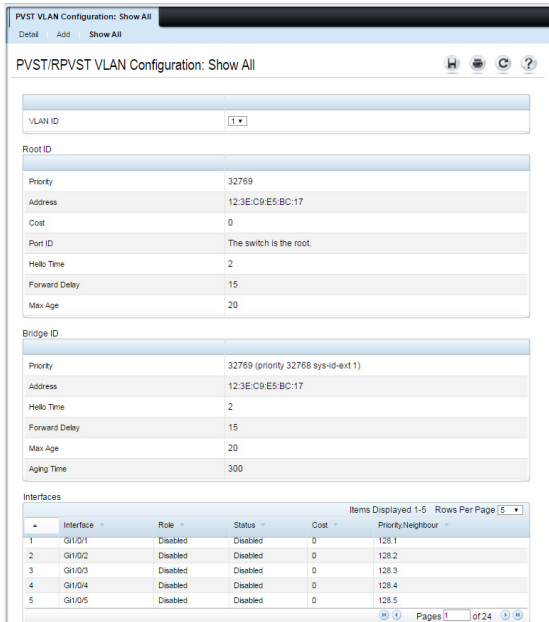 PVST VLAN Configuration: Show All
Detail Add Show All
PVST/RPVST VLAN Configuration: Show All
VLAN ID 1
Root ID
Priority 32769
Address 12:3E:C9:E5:BC:17
Cost 0
Port ID The switch is the root.
Hello Time 2
Forward Delay 15
Max Age 20
Bridge ID
Priority 32769 (priority 32768 sys-id-ext 1)
Address 12:3E:C9:E5:BC:17
Hello Time 2
Forward Delay 15
Max Age 20
Aging Time 300
Interfaces
Items Displayed 1-5 Rows Per Page 5
Interface Role Status Cost Priority.Neighbour
1 Gi1/0/1 Disabled Disabled 0 128.1
2 Gi1/0/2 Disabled Disabled 0 128.2
3 Gi1/0/3 Disabled Disabled 0 128.3
4 Gi1/0/4 Disabled Disabled 0 128.4
5 Gi1/0/5 Disabled Disabled 0 128.5
Pages 1 of 24